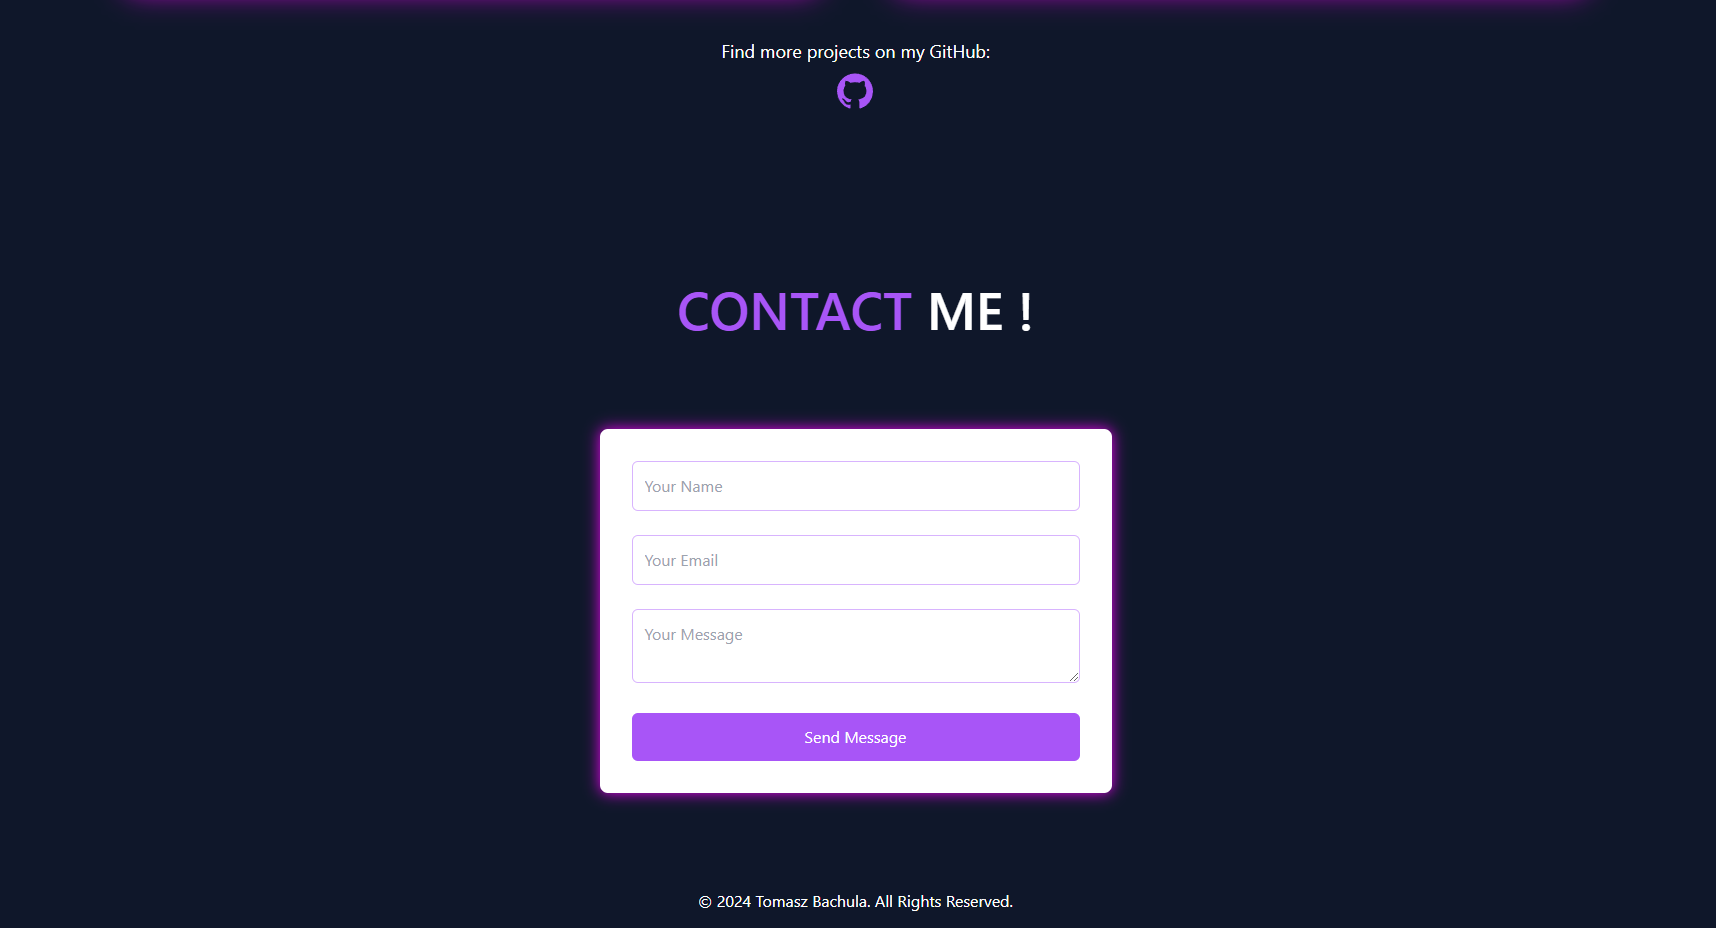 Find more projects on my GitHub:
CONTACT ME !
Your Name
Your Email
Your Message
Send Message
© 2024 Tomasz Bachula. All Rights Reserved.